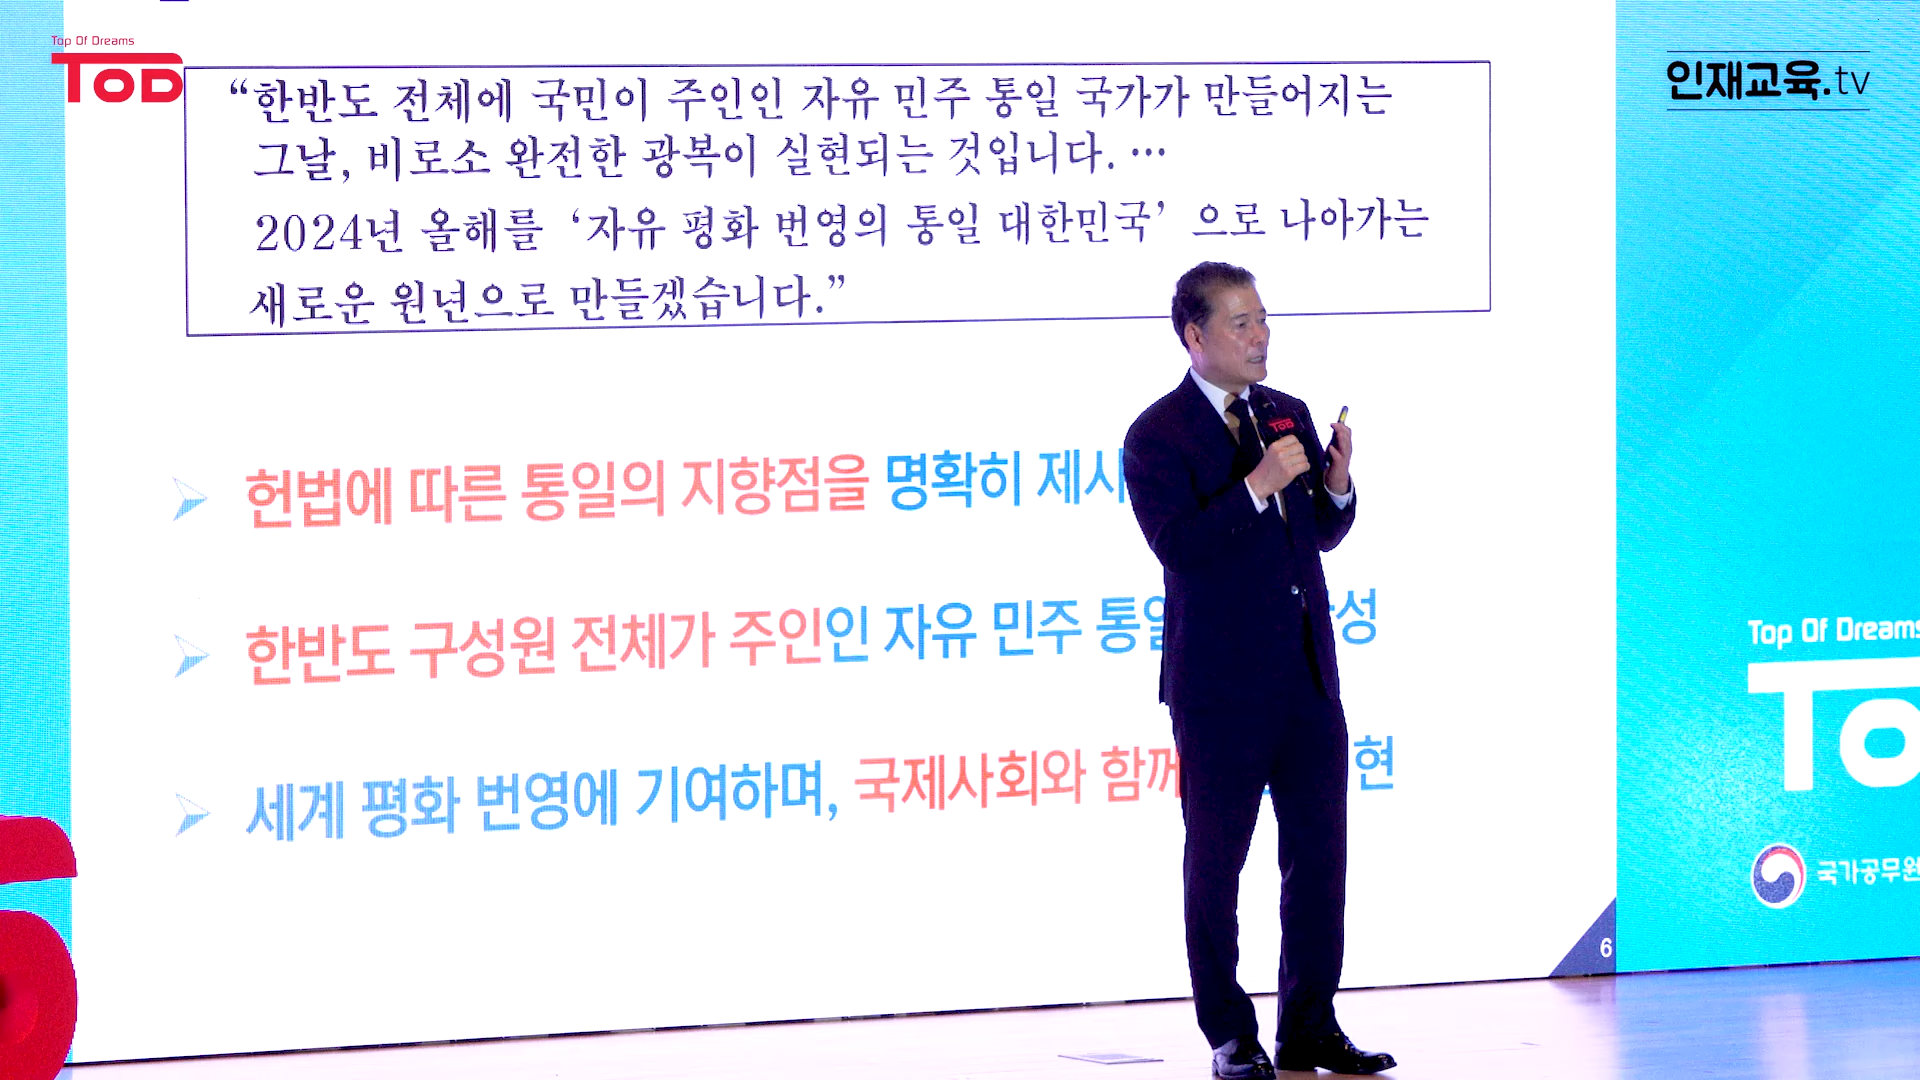 Top Of Dreams
TOD
인재교육.tv
“한반도 전체에 국민이 주인인 자유 민주 통일 국가가 만들어지는
그날, 비로소 완전한 광복이 실현되는 것입니다. …
2024년 올해를 ‘자유 평화 번영의 통일 대한민국’ 으로 나아가는
새로운 원년으로 만들겠습니다.”
헌법에 따른 통일의 지향점을 명확히 제시
한반도 구성원 전체가 주인인 자유 민주 통일 성
세계 평화 번영에 기여하며, 국제사회와 함께 현
TOD
Top Of Dreams
TO
국가공무원
6